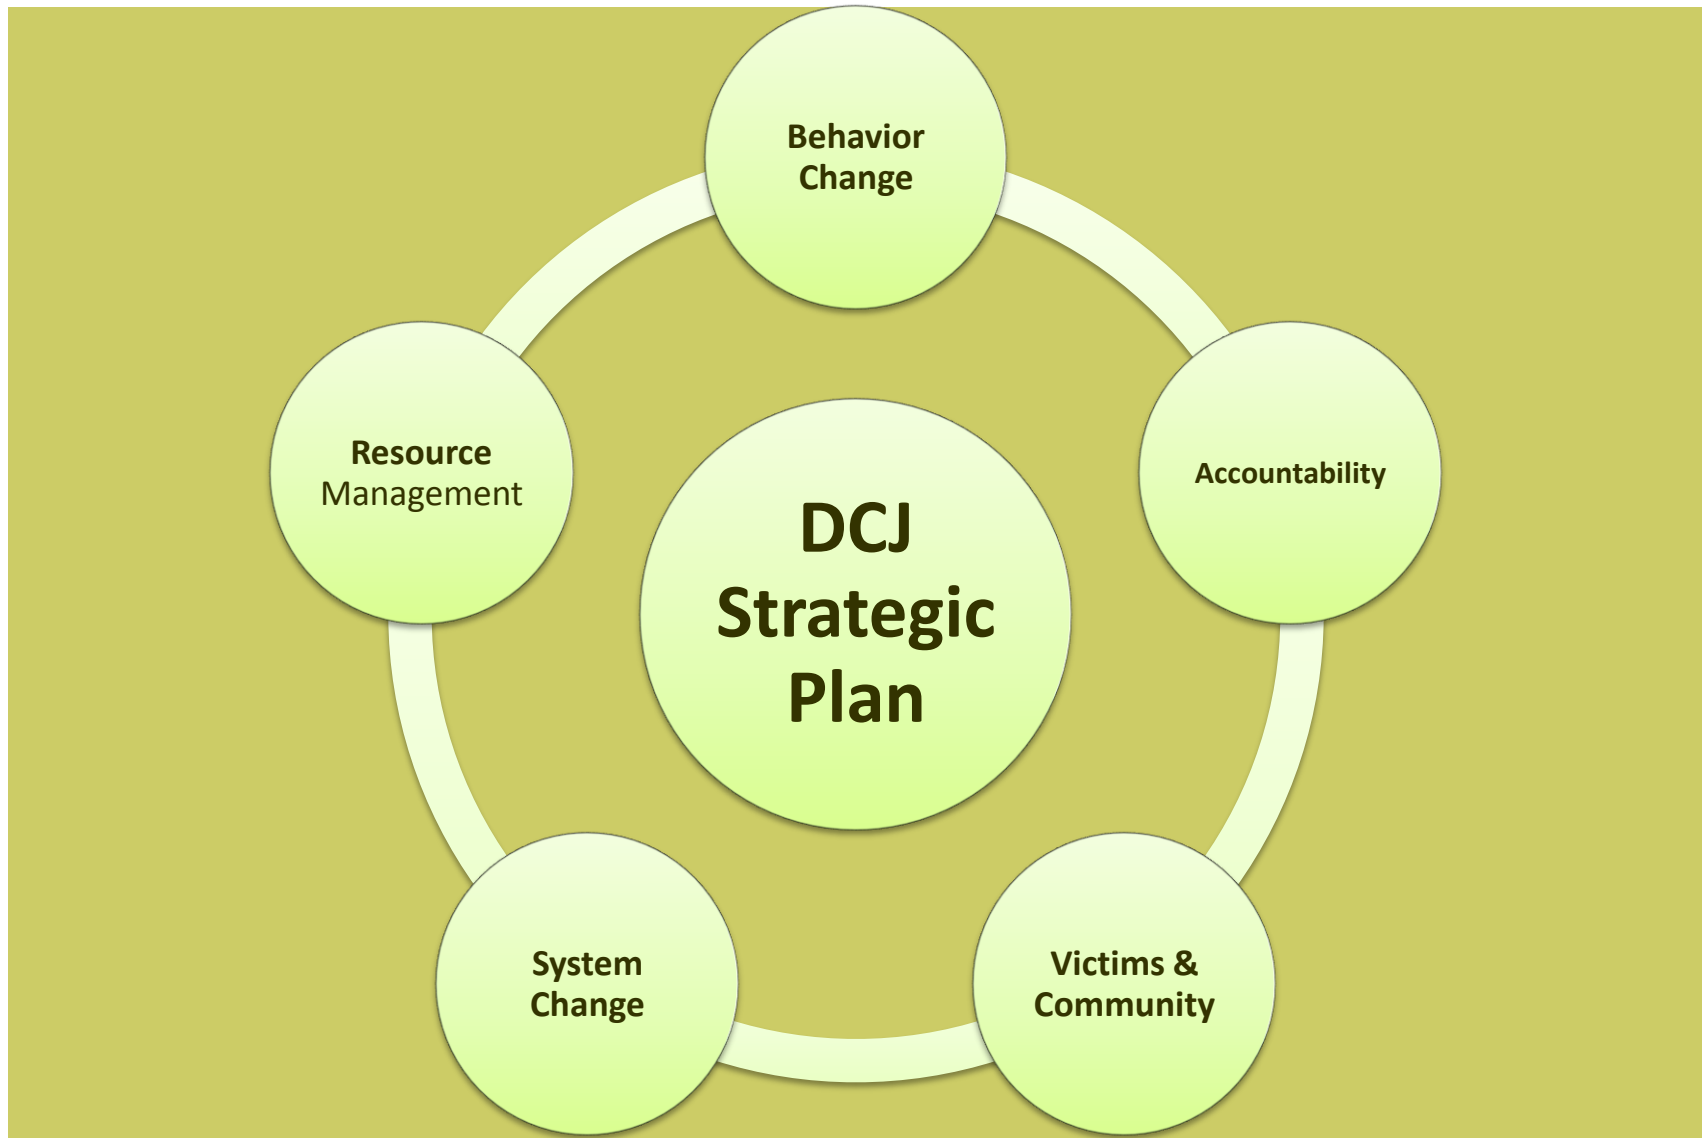 Behavior
Change
Accountability
Victims &
Community
System
Change
Resource
Management
DCJ
Strategic
Plan